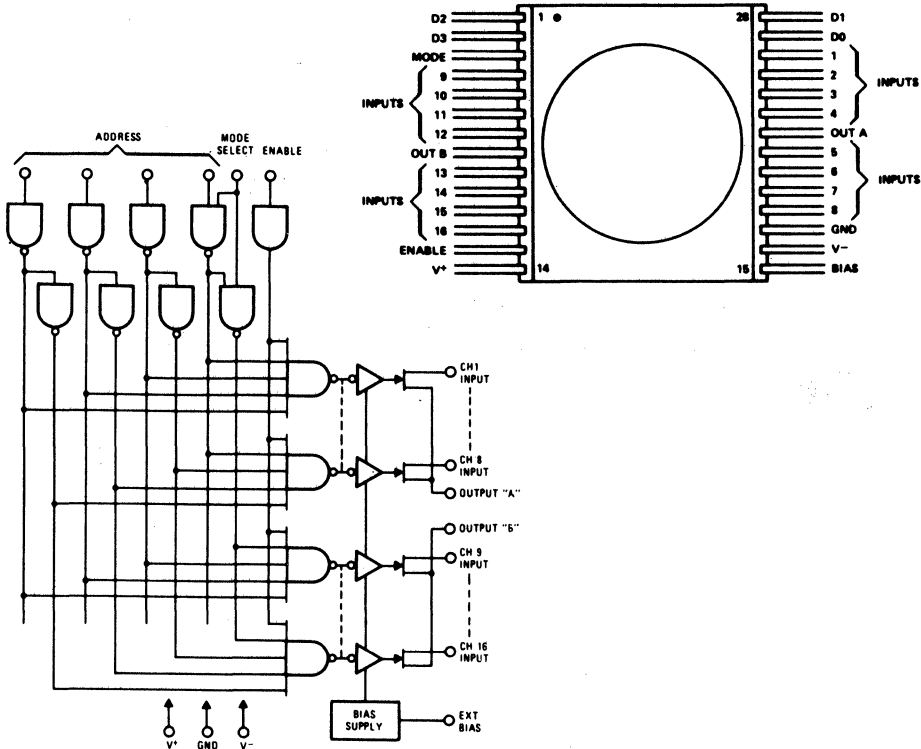 D2
D3
MODE
9
10
11
12
INPUTS
OUT B
13
14
15
16
INPUTS
ENABLE
V+
1
28
14
15
D1
D0
1
2
3
4
INPUTS
OUT A
5
6
7
8
INPUTS
GND
V−
BIAS
ADDRESS
MODE
SELECT ENABLE
CH1
INPUT
CH 8
INPUT
OUTPUT "A"
OUTPUT "B"
CH 9
INPUT
CH 16
INPUT
BIAS
SUPPLY
EXT
BIAS
V+
GND
V−